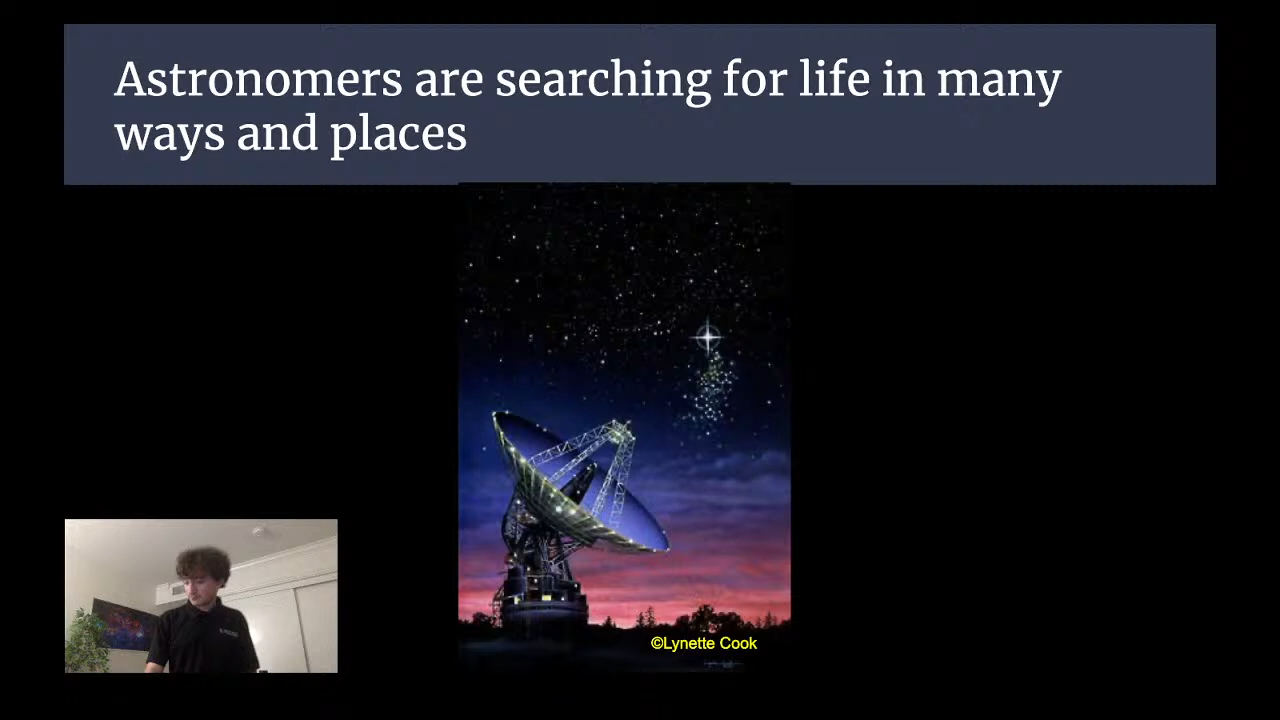 Astronomers are searching for life in many
ways and places
©Lynette Cook